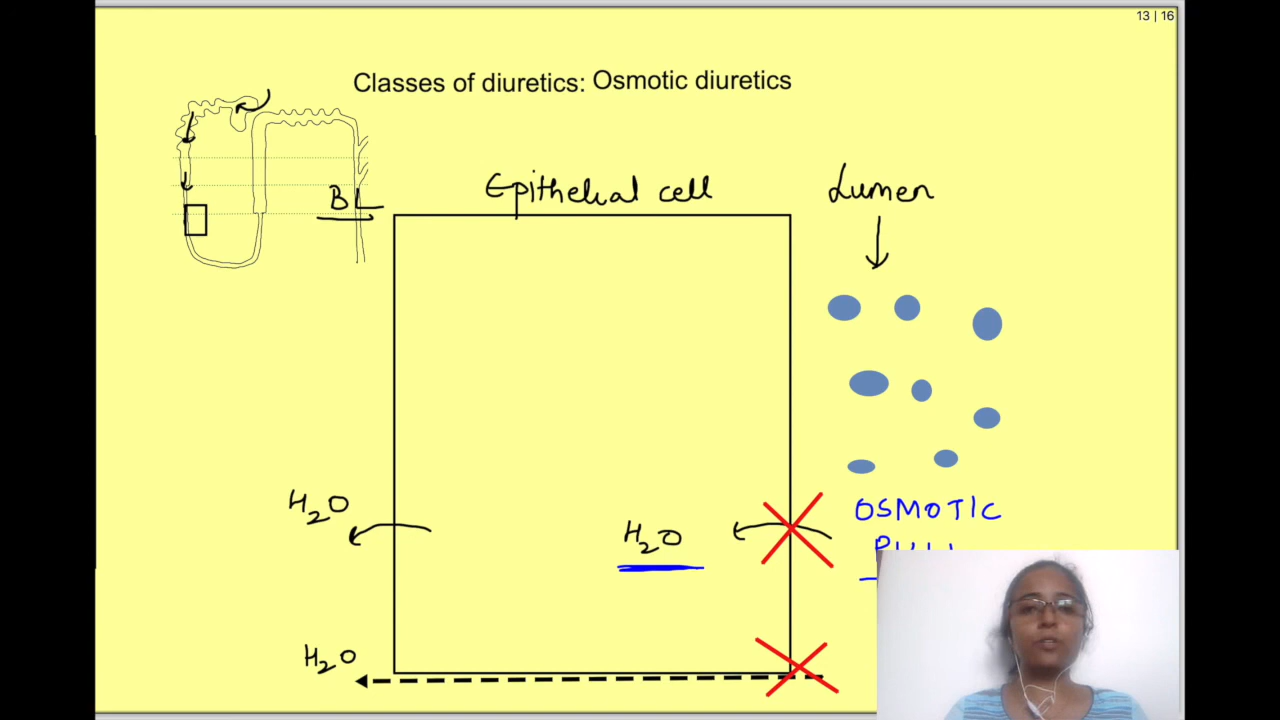 13 | 16
Classes of diuretics: Osmotic diuretics
Epithelial cell
Lumen
BL
H2O
H2O
OSMOTIC
H2O